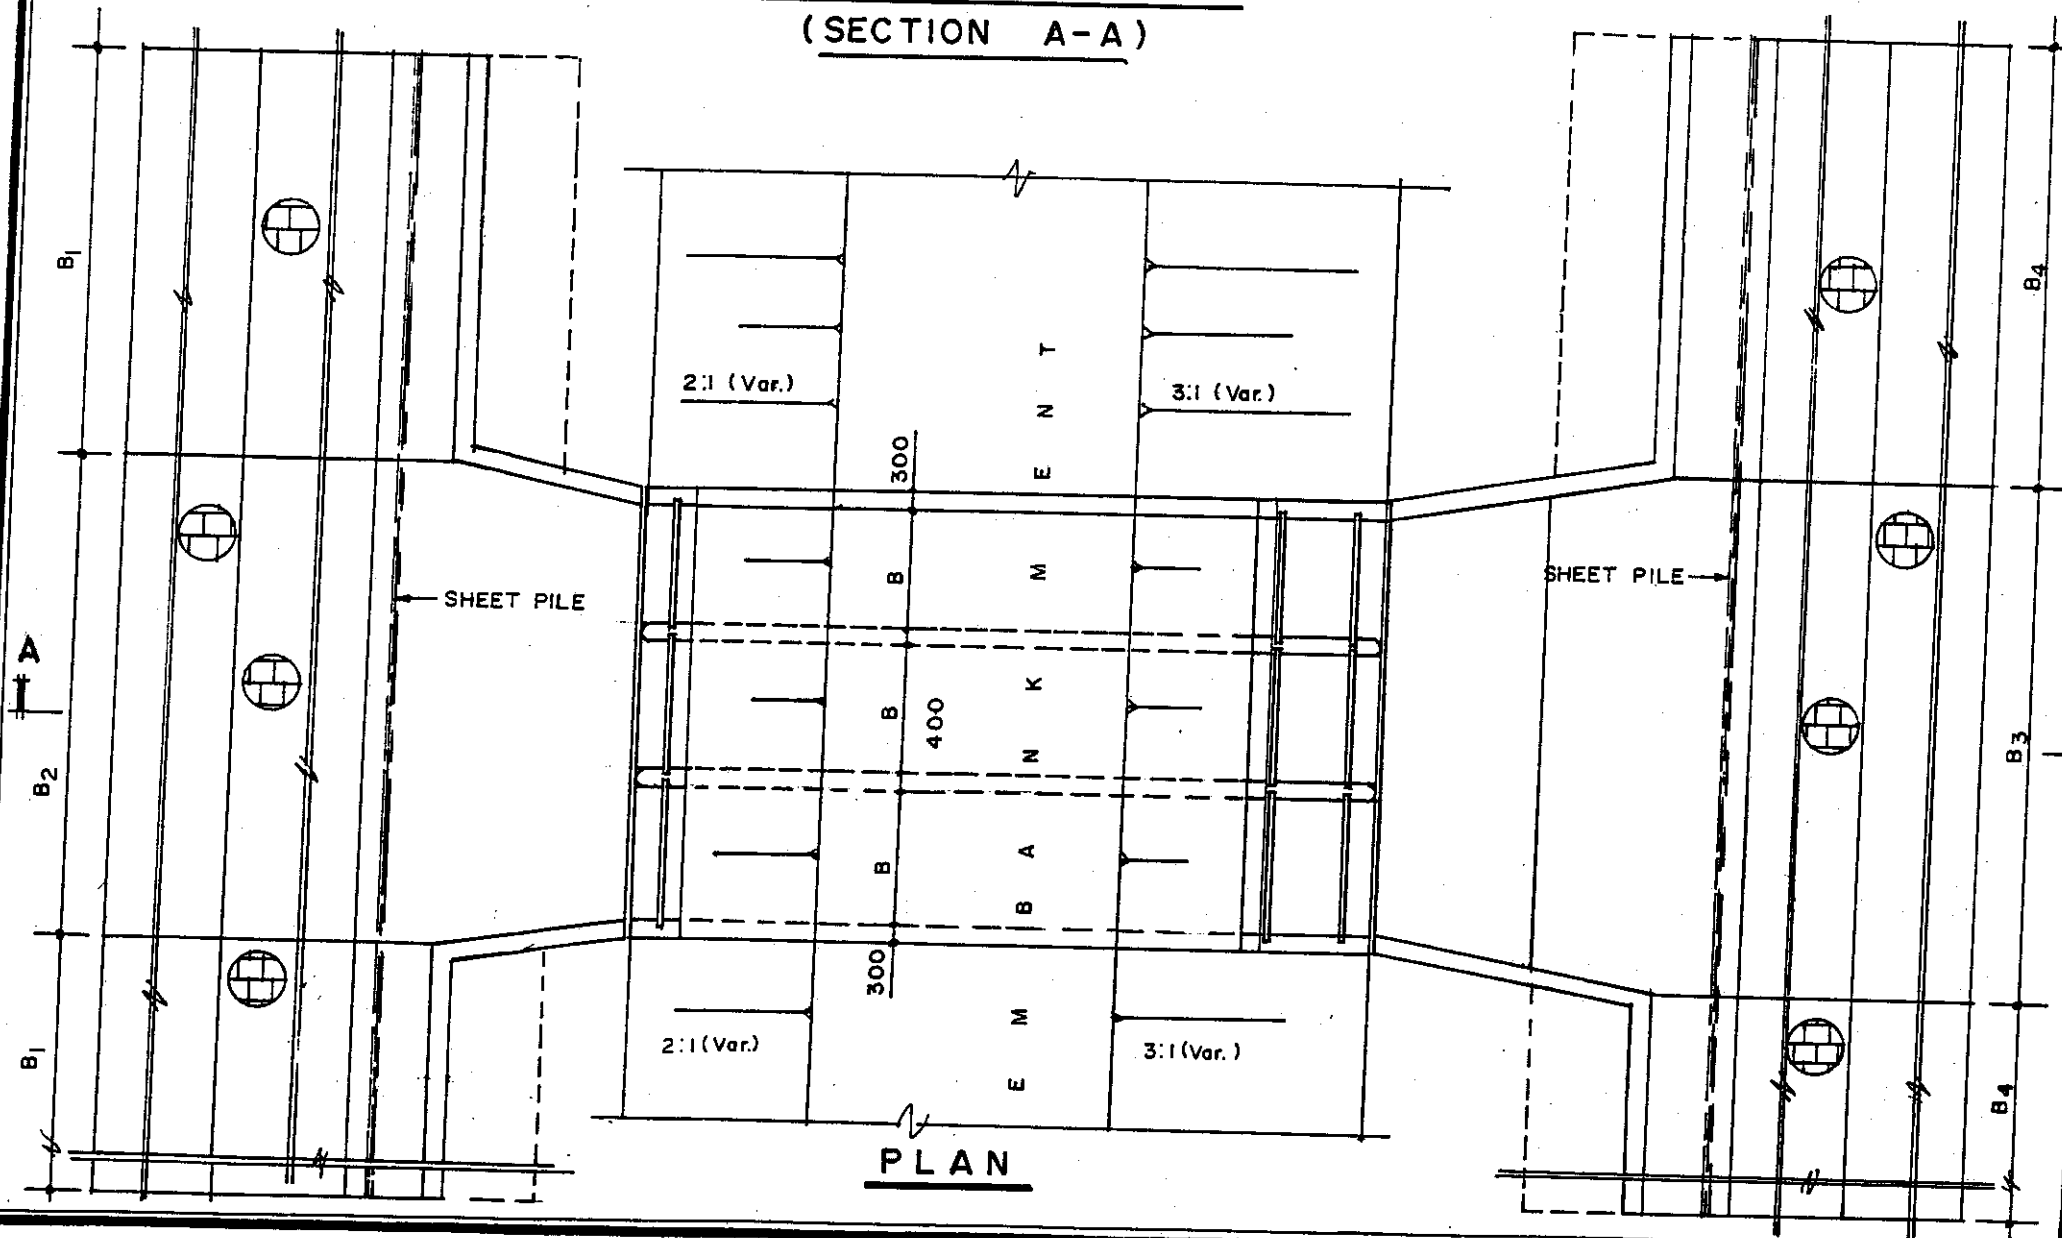 (SECTION A-A)
B1
B4
2:1 (Var.)
3:1 (Var.)
300
EMBANKMENT
B
SHEET PILE
SHEET PILE
A
B
400
B2
B3
B
300
2:1 (Var.)
3:1 (Var.)
B1
B4
PLAN